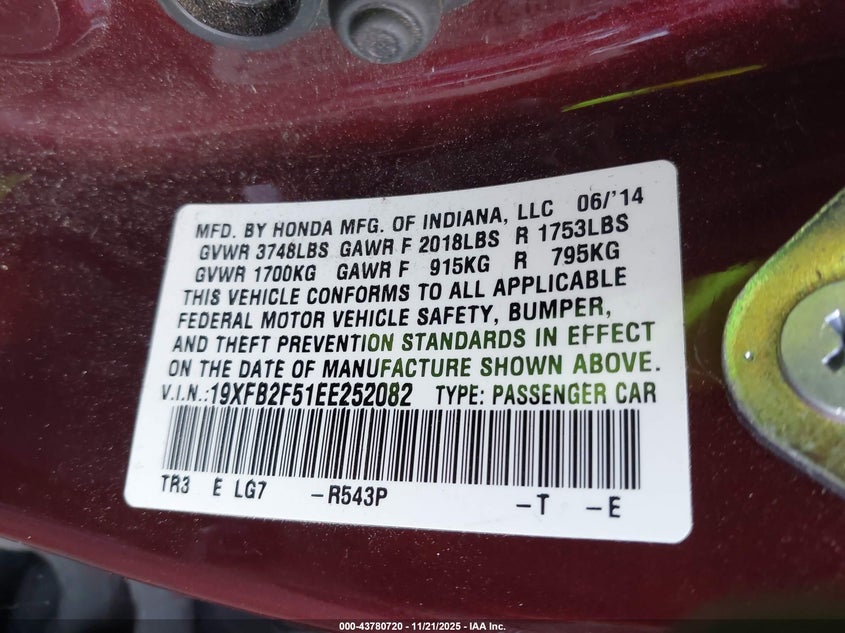 MFD. BY HONDA MFG. OF INDIANA, LLC 06/'14
GVWR 3748LBS GAWR F 2018LBS R 1753LBS
GVWR 1700KG GAWR F 915KG R 795KG
THIS VEHICLE CONFORMS TO ALL APPLICABLE
FEDERAL MOTOR VEHICLE SAFETY, BUMPER,
AND THEFT PREVENTION STANDARDS IN EFFECT
ON THE DATE OF MANUFACTURE SHOWN ABOVE.
V.I.N.:19XFB2F51EE252082 TYPE: PASSENGER CAR
TR3 E LG7 -R543P -T -E
000-43780720 - 11/21/2025 - IAA Inc.